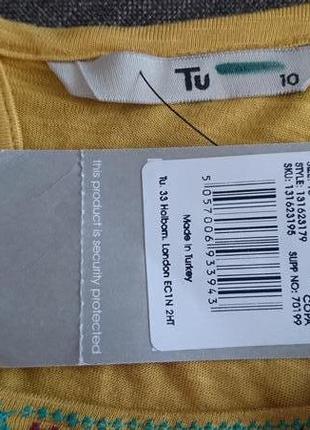 Tu
10
this product is security protected
STYLE: 131623179
SKU: 131623195
SUPP NO: 70199
5 057006 933943
Made in Turkey
Tu. 33 Holborn. London EC1N 2HT